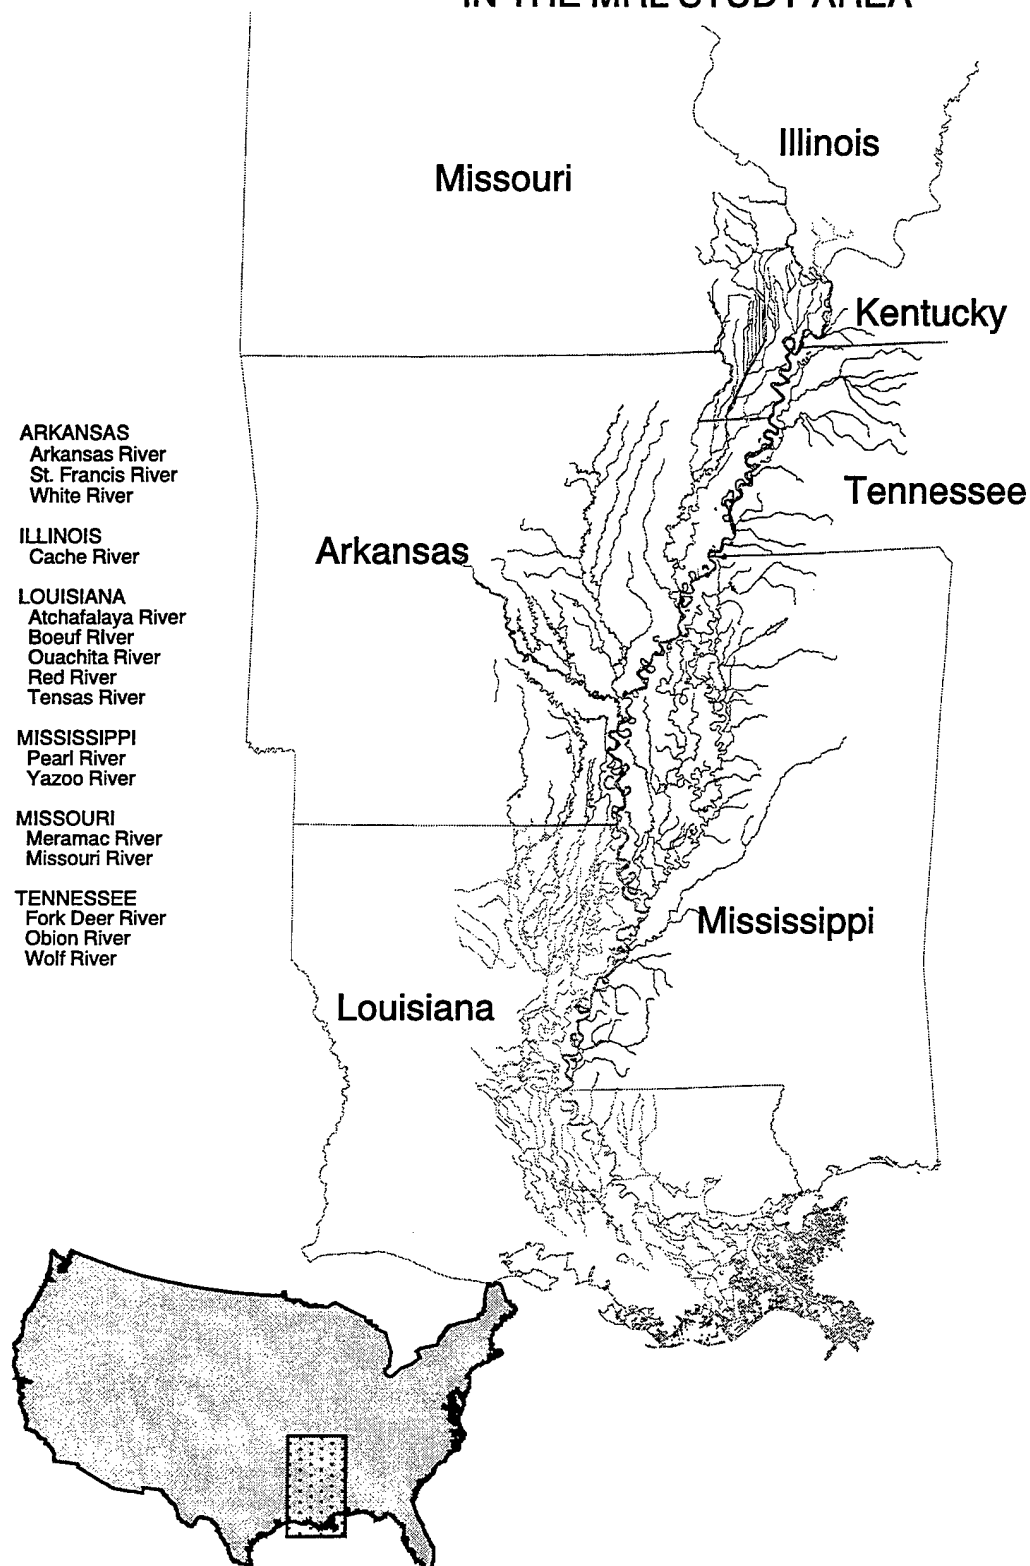 IN THE MRL STUDY AREA
Illinois
Missouri
Kentucky
Tennessee
Arkansas
Mississippi
Louisiana
ARKANSAS
Arkansas River
St. Francis River
White River
ILLINOIS
Cache River
LOUISIANA
Atchafalaya River
Boeuf River
Ouachita River
Red River
Tensas River
MISSISSIPPI
Pearl River
Yazoo River
MISSOURI
Meramac River
Missouri River
TENNESSEE
Fork Deer River
Obion River
Wolf River